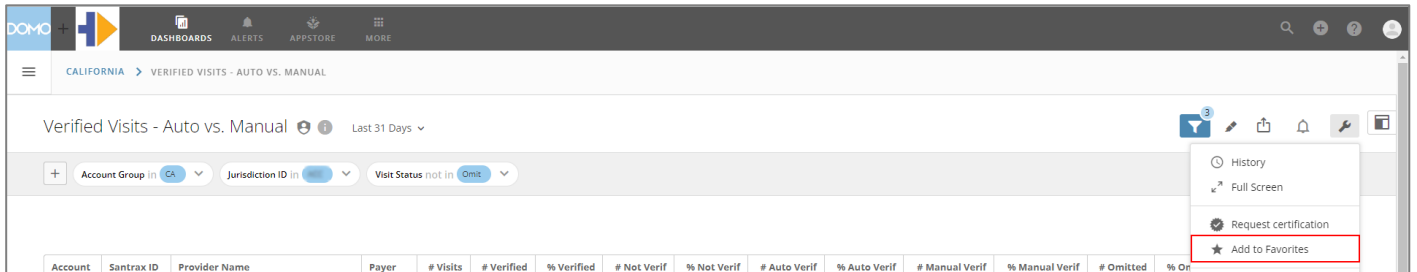 DOMO
DASHBOARDS ALERTS APPSTORE MORE
CALIFORNIA > VERIFIED VISITS - AUTO VS. MANUAL
Verified Visits - Auto vs. Manual Last 31 Days 3
+ Account Group in CA Jurisdiction ID in Visit Status not in Omit
History
Full Screen
Request certification
Add to Favorites
Account Santrax ID Provider Name Payer # Visits # Verified % Verified # Not Verif % Not Verif # Auto Verif % Auto Verif # Manual Verif % Manual Verif # Omitted